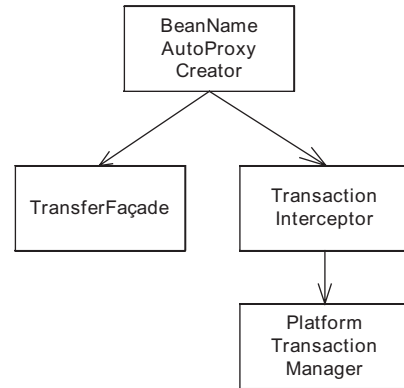 BeanName
AutoProxy
Creator
TransferFaçade
Transaction
Interceptor
Platform
Transaction
Manager